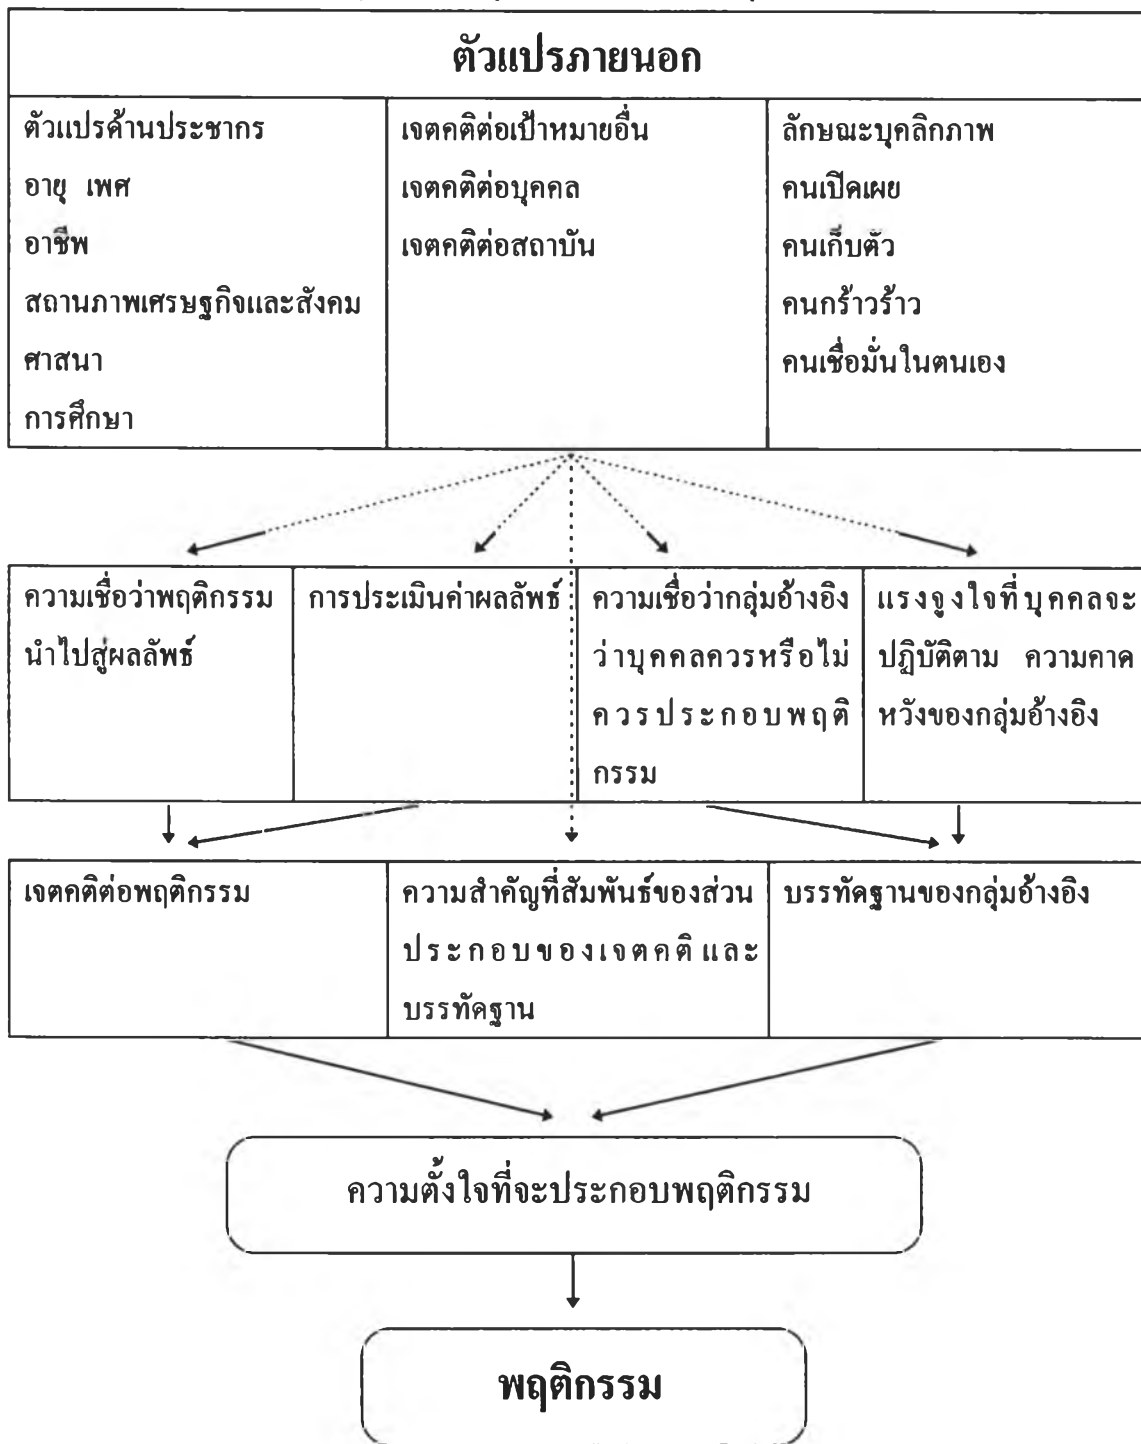 ตัวแปรภายนอก
ตัวแปรด้านประชากร
อายุ เพศ
อาชีพ
สถานภาพเศรษฐกิจและสังคม
ศาสนา
การศึกษา
เจตคติต่อเป้าหมายอื่น
เจตคติต่อบุคคล
เจตคติต่อสถาบัน
ลักษณะบุคลิกภาพ
คนเปิดเผย
คนเก็บตัว
คนกร้าวร้าว
คนเชื่อมั่นในตนเอง
ความเชื่อว่าพฤติกรรม
นำไปสู่ผลลัพธ์
การประเมินค่าผลลัพธ์
ความเชื่อว่ากลุ่มอ้างอิง
ว่าบุคคลควรหรือไม่
ควรประกอบพฤติ
กรรม
แรงจูงใจที่บุคคลจะ
ปฏิบัติตาม ความคาด
หวังของกลุ่มอ้างอิง
เจตคติต่อพฤติกรรม
ความสำคัญที่สัมพันธ์ของส่วน
ประกอบของเจตคติ และ
บรรทัดฐาน
บรรทัดฐานของกลุ่มอ้างอิง
ความตั้งใจที่จะประกอบพฤติกรรม
พฤติกรรม